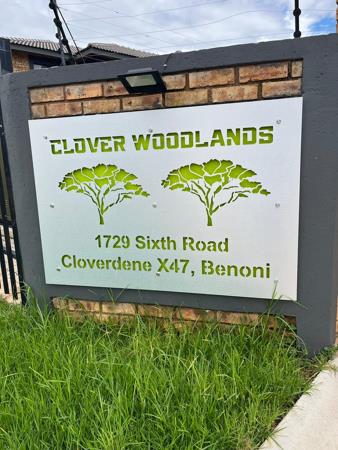 CLOVER WOODLANDS
1729 Sixth Road
Cloverdene X47, Benoni